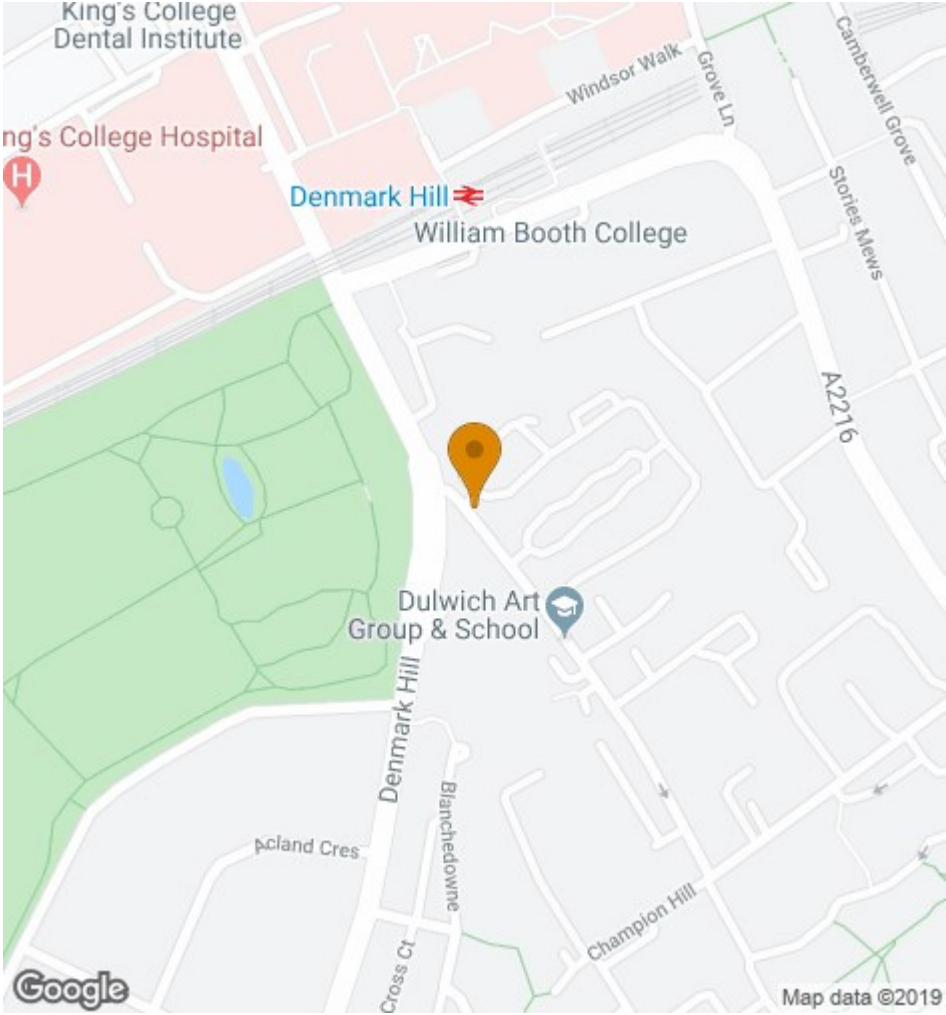 King's College
Dental Institute
Windsor Walk
Grove Ln
Camberwell Grove
ng's College Hospital
H
Denmark Hill
William Booth College
Stories Mews
A2216
Dulwich Art
Group & School
Denmark Hill
Blanchedowne
Acland Cres
Champion Hill
Cross Ct
Google
Map data ©2019